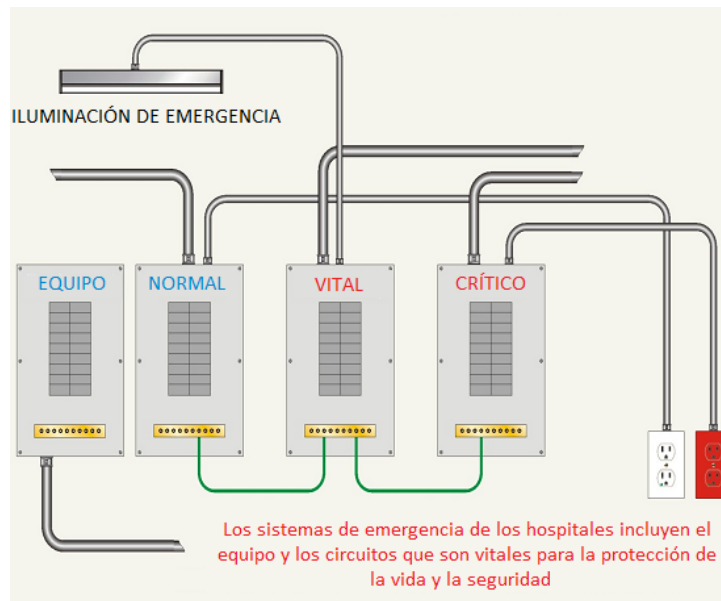 ILUMINACIÓN DE EMERGENCIA
EQUIPO
NORMAL
VITAL
CRÍTICO
Los sistemas de emergencia de los hospitales incluyen el
equipo y los circuitos que son vitales para la protección de
la vida y la seguridad